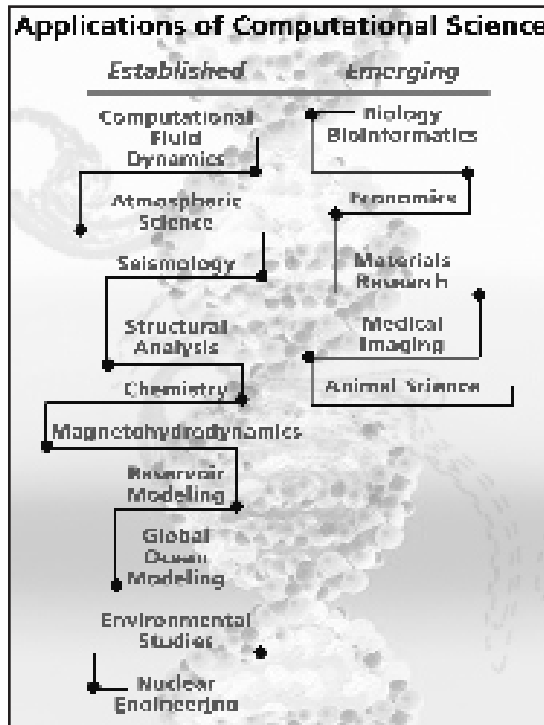 Applications of Computational Science
Established
Computational
Fluid
Dynamics
Atmospheric
Science
Seismology
Structural
Analysis
Chemistry
Magnetohydrodynamics
Reservoir
Modeling
Global
Ocean
Modeling
Environmental
Studies
Nuclear
Engineering
Emerging
Biology
Bioinformatics
Economics
Materials
Research
Medical
Imaging
Animal Science